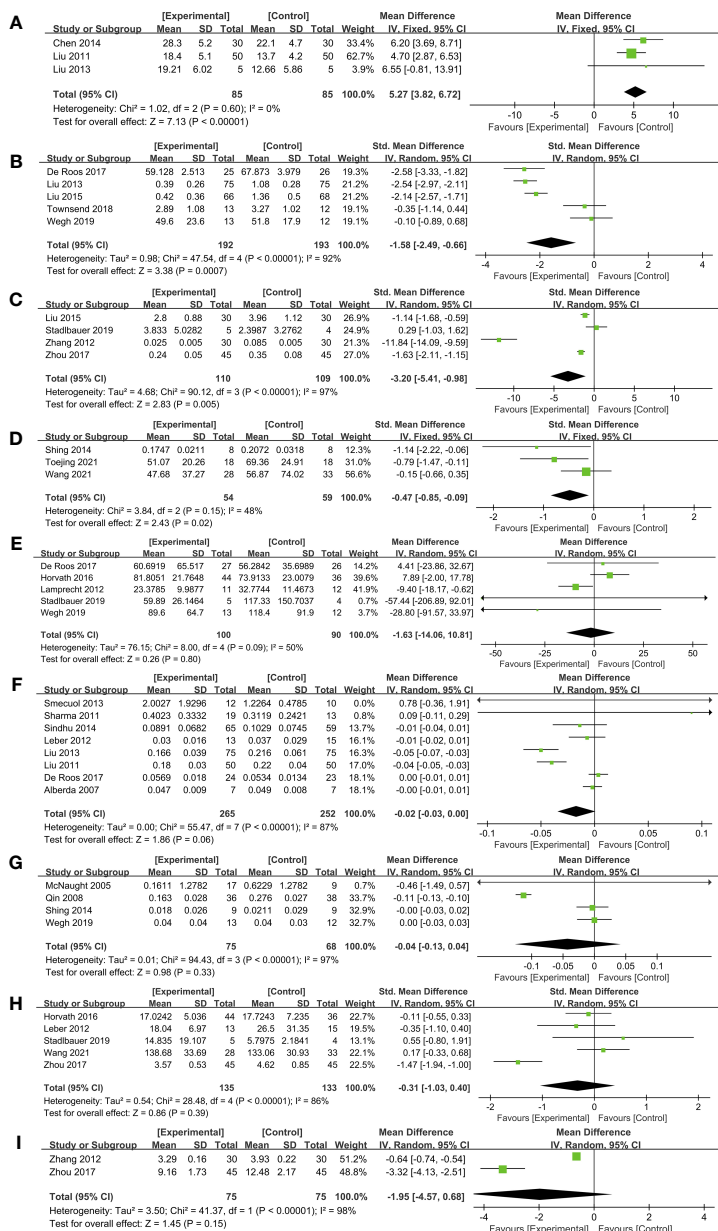 A
[Experimental] [Control] Mean Difference Mean Difference
Study or Subgroup Mean SD Total Mean SD Total Weight IV, Fixed, 95% CI IV, Fixed, 95% CI
Chen 2014 28.3 5.2 30 22.1 4.7 30 33.4% 6.20 [3.69, 8.71]
Liu 2011 18.4 5.1 50 13.7 4.2 50 62.7% 4.70 [2.87, 6.53]
Liu 2013 19.21 6.02 5 12.66 5.86 5 3.9% 6.55 [-0.81, 13.91]
Total (95% CI) 85 85 100.0% 5.27 [3.82, 6.72]
Heterogeneity: Chi² = 1.02, df = 2 (P = 0.60); I² = 0%
Test for overall effect: Z = 7.13 (P < 0.00001)
-10 -5 0 5 10
Favours [Experimental] Favours [Control]
B
[Experimental] [Control] Std. Mean Difference Std. Mean Difference
Study or Subgroup Mean SD Total Mean SD Total Weight IV, Random, 95% CI IV, Random, 95% CI
De Roos 2017 59.128 2.513 25 67.873 3.979 26 19.3% -2.58 [-3.33, -1.82]
Liu 2013 0.39 0.26 75 1.08 0.28 75 21.2% -2.54 [-2.97, -2.11]
Liu 2015 0.42 0.36 66 1.36 0.5 68 21.2% -2.14 [-2.57, -1.71]
Townsend 2018 2.89 1.08 13 3.27 1.02 12 19.1% -0.35 [-1.14, 0.44]
Wegh 2019 49.6 23.6 13 51.8 17.9 12 19.2% -0.10 [-0.89, 0.68]
Total (95% CI) 192 193 100.0% -1.58 [-2.49, -0.66]
Heterogeneity: Tau² = 0.98; Chi² = 47.54, df = 4 (P < 0.00001); I² = 92%
Test for overall effect: Z = 3.38 (P = 0.0007)
-4 -2 0 2 4
Favours [Experimental] Favours [Control]
C
[Experimental] [Control] Std. Mean Difference Std. Mean Difference
Study or Subgroup Mean SD Total Mean SD Total Weight IV, Random, 95% CI IV, Random, 95% CI
Liu 2015 2.8 0.88 30 3.96 1.12 30 26.9% -1.14 [-1.68, -0.59]
Stadlbauer 2019 3.833 5.0282 5 2.3987 3.2762 4 24.9% 0.29 [-1.03, 1.62]
Zhang 2012 0.025 0.005 30 0.085 0.005 30 21.2% -11.84 [-14.09, -9.59]
Zhou 2017 0.24 0.05 45 0.35 0.08 45 27.0% -1.63 [-2.11, -1.15]
Total (95% CI) 110 109 100.0% -3.20 [-5.41, -0.98]
Heterogeneity: Tau² = 4.68; Chi² = 90.12, df = 3 (P < 0.00001); I² = 97%
Test for overall effect: Z = 2.83 (P = 0.005)
-10 -5 0 5 10
Favours [Experimental] Favours [Control]
D
[Experimental] [Control] Std. Mean Difference Std. Mean Difference
Study or Subgroup Mean SD Total Mean SD Total Weight IV, Fixed, 95% CI IV, Fixed, 95% CI
Shing 2014 0.1747 0.0211 8 0.2072 0.0318 8 12.3% -1.14 [-2.22, -0.06]
Toejing 2021 51.07 20.26 18 69.36 24.91 18 31.0% -0.79 [-1.47, -0.11]
Wang 2021 47.68 37.27 28 56.87 74.02 33 56.6% -0.15 [-0.66, 0.35]
Total (95% CI) 54 59 100.0% -0.47 [-0.85, -0.09]
Heterogeneity: Chi² = 3.84, df = 2 (P = 0.15); I² = 48%
Test for overall effect: Z = 2.43 (P = 0.02)
-2 -1 0 1 2
Favours [Experimental] Favours [Control]
E
[Experimental] [Control] Mean Difference Mean Difference
Study or Subgroup Mean SD Total Mean SD Total Weight IV, Random, 95% CI IV, Random, 95% CI
De Roos 2017 60.6919 65.517 27 56.2842 35.6989 26 14.2% 4.41 [-23.86, 32.67]
Horvath 2016 81.8051 21.7648 44 73.9133 23.0079 36 39.6% 7.89 [-2.00, 17.78]
Lamprecht 2012 23.3785 9.9877 11 32.7744 11.4673 12 42.0% -9.40 [-18.17, -0.62]
Stadlbauer 2019 59.89 26.1464 5 117.33 150.7037 4 0.7% -57.44 [-206.89, 92.01]
Wegh 2019 89.6 64.7 13 118.4 91.9 12 3.7% -28.80 [-91.57, 33.97]
Total (95% CI) 100 90 100.0% -1.63 [-14.06, 10.81]
Heterogeneity: Tau² = 76.15; Chi² = 8.00, df = 4 (P = 0.09); I² = 50%
Test for overall effect: Z = 0.26 (P = 0.80)
-50 -25 0 25 50
Favours [Experimental] Favours [Control]
F
[Experimental] [Control] Mean Difference Mean Difference
Study or Subgroup Mean SD Total Mean SD Total Weight IV, Random, 95% CI IV, Random, 95% CI
Smecuol 2013 2.0027 1.9296 12 1.2264 0.4785 10 0.0% 0.78 [-0.36, 1.91]
Sharma 2011 0.4023 0.3332 19 0.3119 0.2421 13 0.3% 0.09 [-0.11, 0.29]
Sindhu 2014 0.0891 0.0682 65 0.1029 0.0745 59 12.8% -0.01 [-0.04, 0.01]
Leber 2012 0.03 0.016 13 0.037 0.029 15 16.0% -0.01 [-0.02, 0.01]
Liu 2013 0.166 0.039 75 0.216 0.061 75 16.3% -0.05 [-0.07, -0.03]
Liu 2011 0.18 0.03 50 0.22 0.04 50 17.5% -0.04 [-0.05, -0.03]
De Roos 2017 0.0569 0.018 24 0.0534 0.0134 23 18.1% 0.00 [-0.01, 0.01]
Alberda 2007 0.047 0.009 7 0.049 0.008 7 18.2% -0.00 [-0.01, 0.01]
Total (95% CI) 265 252 100.0% -0.02 [-0.03, 0.00]
Heterogeneity: Tau² = 0.00; Chi² = 55.47, df = 7 (P < 0.00001); I² = 87%
Test for overall effect: Z = 1.86 (P = 0.06)
-0.1 -0.05 0 0.05 0.1
Favours [Experimental] Favours [Control]
G
[Experimental] [Control] Mean Difference Mean Difference
Study or Subgroup Mean SD Total Mean SD Total Weight IV, Random, 95% CI IV, Random, 95% CI
McNaught 2005 0.1611 1.2782 17 0.6229 1.2782 9 0.7% -0.46 [-1.49, 0.57]
Qin 2008 0.163 0.028 36 0.276 0.027 38 33.5% -0.11 [-0.13, -0.10]
Shing 2014 0.018 0.026 9 0.0211 0.029 9 33.0% -0.00 [-0.03, 0.02]
Wegh 2019 0.04 0.04 13 0.04 0.03 12 32.7% 0.00 [-0.03, 0.03]
Total (95% CI) 75 68 100.0% -0.04 [-0.13, 0.04]
Heterogeneity: Tau² = 0.01; Chi² = 94.43, df = 3 (P < 0.00001); I² = 97%
Test for overall effect: Z = 0.98 (P = 0.33)
-0.1 -0.05 0 0.05 0.1
Favours [Experimental] Favours [Control]
H
[Experimental] [Control] Std. Mean Difference Std. Mean Difference
Study or Subgroup Mean SD Total Mean SD Total Weight IV, Random, 95% CI IV, Random, 95% CI
Horvath 2016 17.0242 5.036 44 17.7243 7.235 36 22.7% -0.11 [-0.55, 0.33]
Leber 2012 18.04 6.97 13 26.5 31.35 15 19.5% -0.35 [-1.10, 0.40]
Stadlbauer 2019 14.835 19.107 5 5.7975 2.1841 4 13.0% 0.55 [-0.80, 1.91]
Wang 2021 138.68 33.69 28 133.06 30.93 33 22.2% 0.17 [-0.33, 0.68]
Zhou 2017 3.57 0.53 45 4.62 0.85 45 22.5% -1.47 [-1.94, -1.00]
Total (95% CI) 135 133 100.0% -0.31 [-1.03, 0.40]
Heterogeneity: Tau² = 0.54; Chi² = 28.48, df = 4 (P < 0.00001); I² = 86%
Test for overall effect: Z = 0.86 (P = 0.39)
-2 -1 0 1 2
Favours [Experimental] Favours [Control]
I
[Experimental] [Control] Mean Difference Mean Difference
Study or Subgroup Mean SD Total Mean SD Total Weight IV, Random, 95% CI IV, Random, 95% CI
Zhang 2012 3.29 0.16 30 3.93 0.22 30 51.2% -0.64 [-0.74, -0.54]
Zhou 2017 9.16 1.73 45 12.48 2.17 45 48.8% -3.32 [-4.13, -2.51]
Total (95% CI) 75 75 100.0% -1.95 [-4.57, 0.68]
Heterogeneity: Tau² = 3.50; Chi² = 41.37, df = 1 (P < 0.00001); I² = 98%
Test for overall effect: Z = 1.45 (P = 0.15)
-4 -2 0 2 4
Favours [Experimental] Favours [Control]